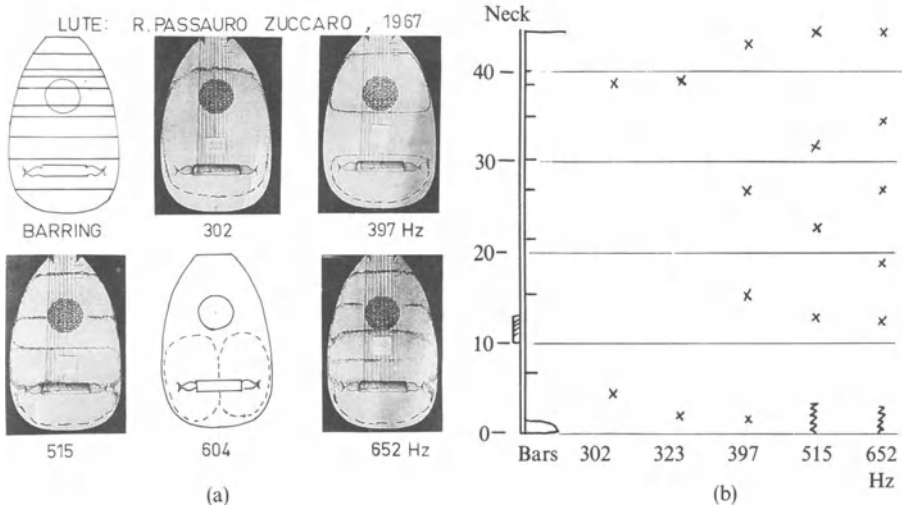 LUTE: R. PASSAURO ZUCCARO , 1967
BARRING
302
397 Hz
515
604
652 Hz
(a)
Neck
40
30
20
10
0
Bars 302 323 397 515 652
Hz
(b)